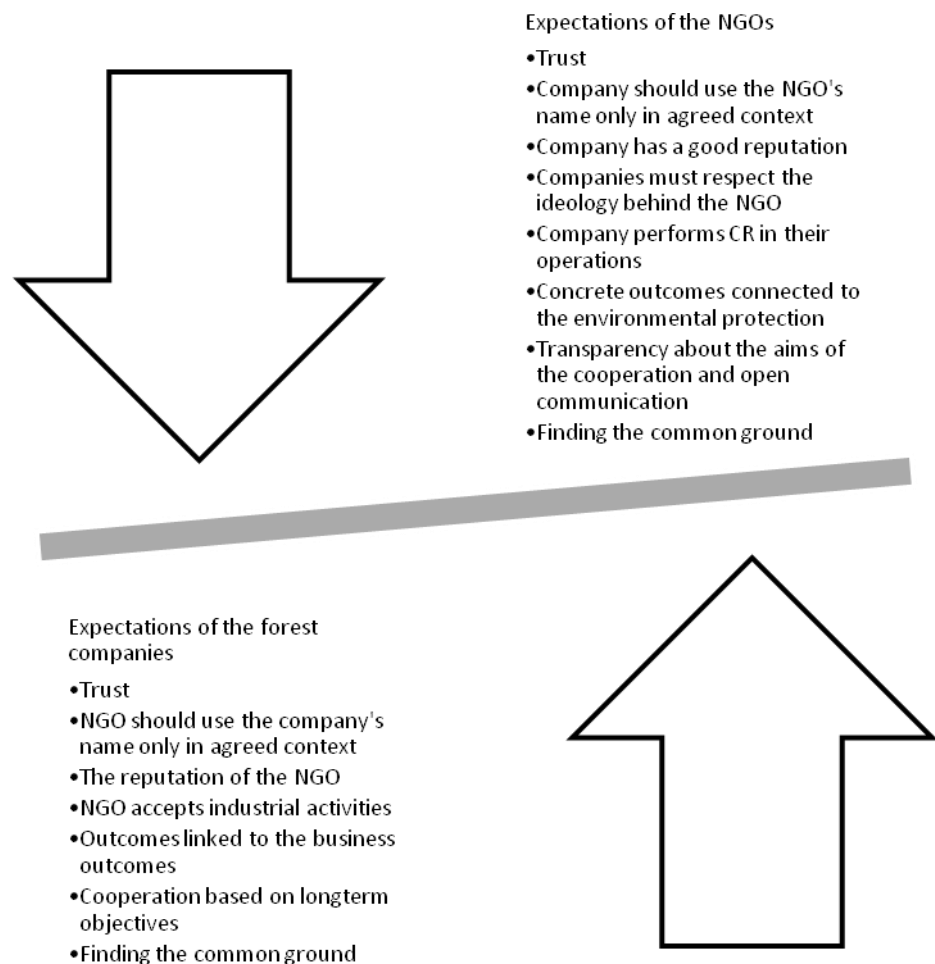 Expectations of the NGOs
•Trust
•Company should use the NGO's
name only in agreed context
•Company has a good reputation
•Companies must respect the
ideology behind the NGO
•Company performs CR in their
operations
•Concrete outcomes connected to
the environmental protection
•Transparency about the aims of
the cooperation and open
communication
•Finding the common ground
Expectations of the forest
companies
•Trust
•NGO should use the company's
name only in agreed context
•The reputation of the NGO
•NGO accepts industrial activities
•Outcomes linked to the business
outcomes
•Cooperation based on longterm
objectives
•Finding the common ground